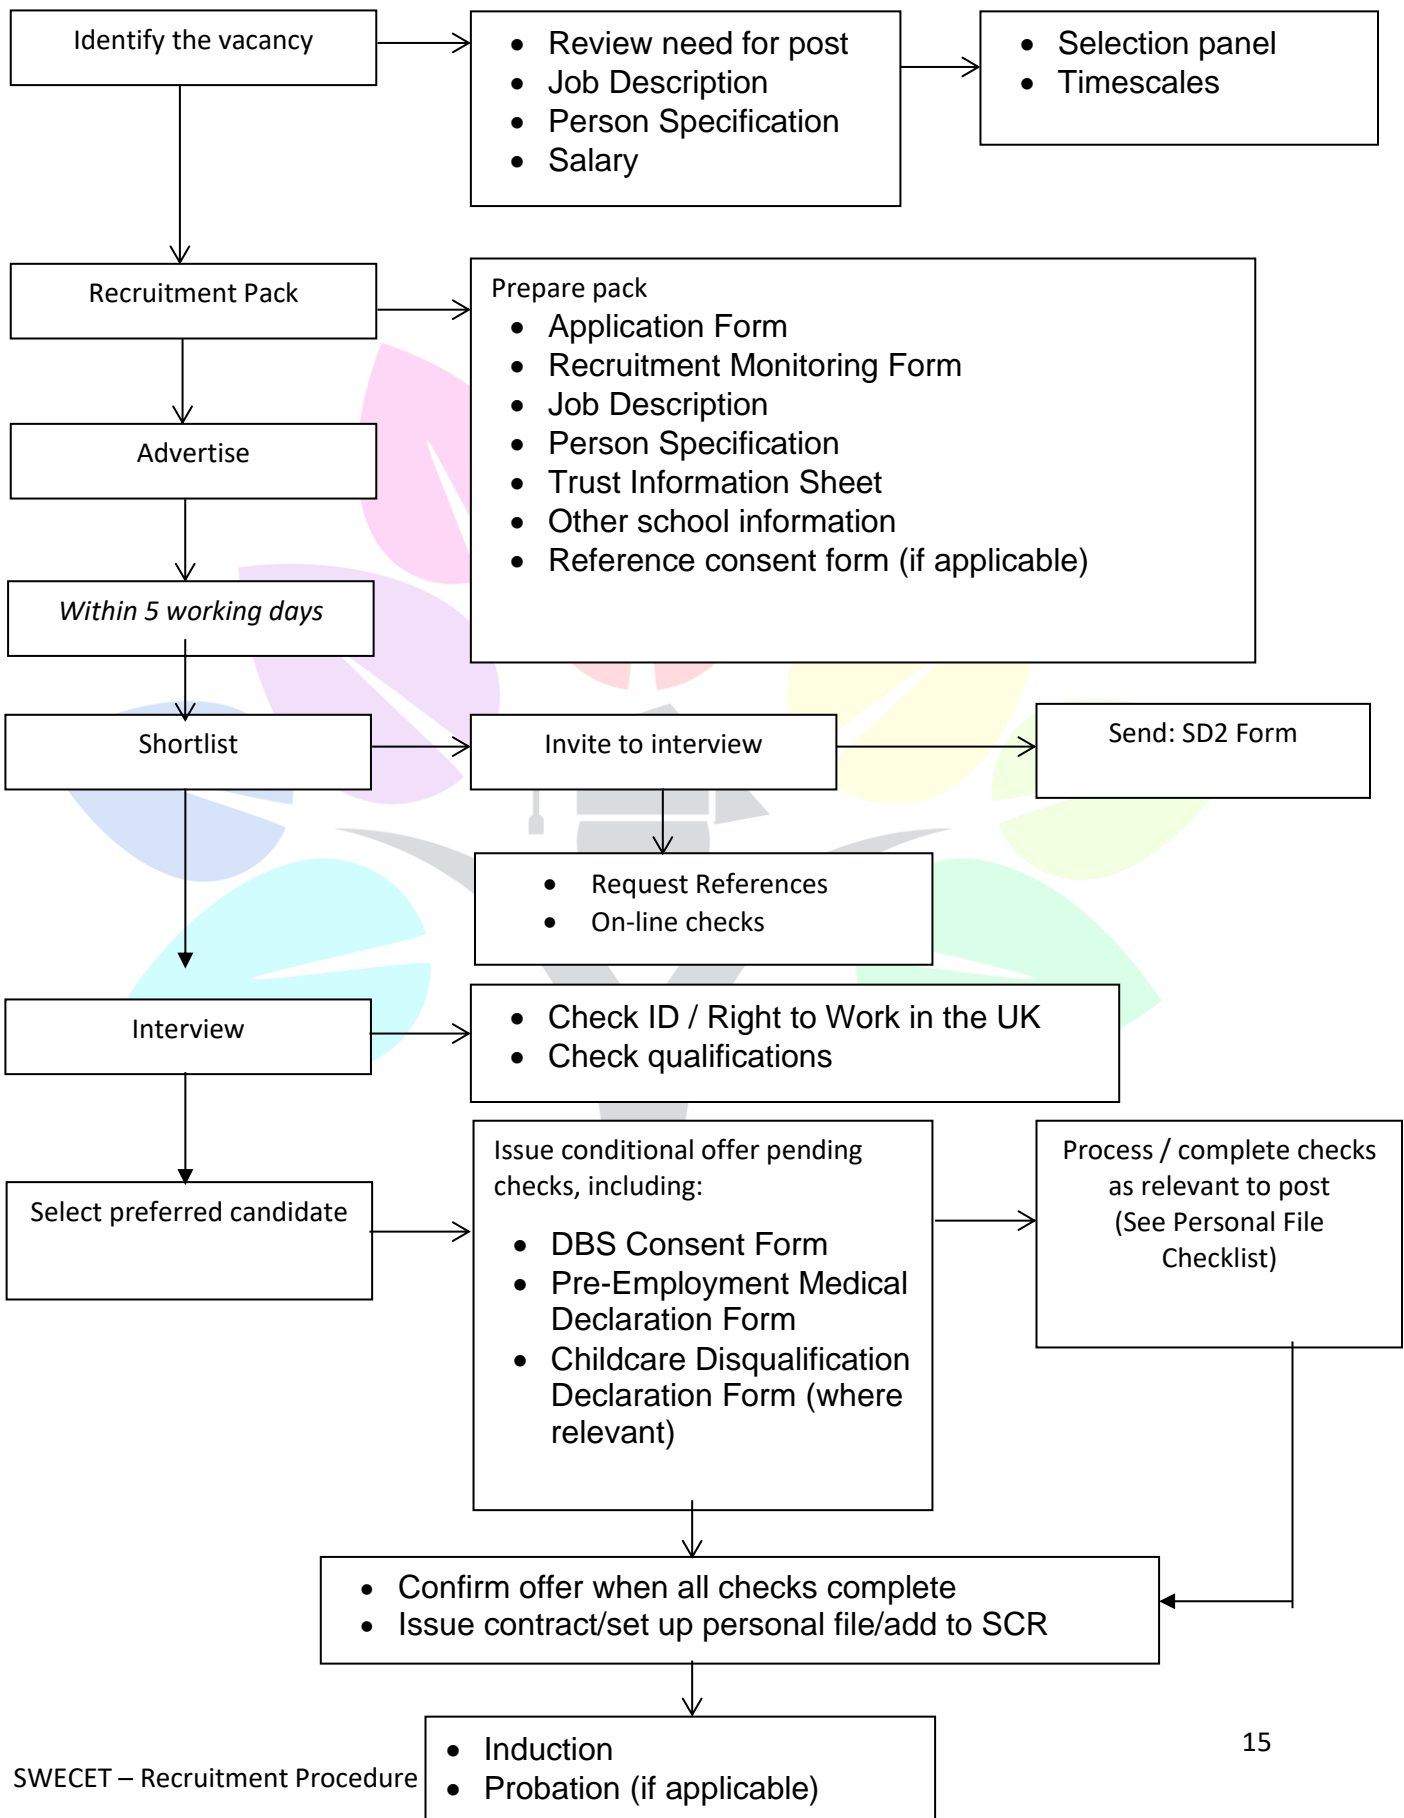 Identify the vacancy
• Review need for post
• Job Description
• Person Specification
• Salary
• Selection panel
• Timescales
Recruitment Pack
Prepare pack
• Application Form
• Recruitment Monitoring Form
• Job Description
• Person Specification
• Trust Information Sheet
• Other school information
• Reference consent form (if applicable)
Advertise
Within 5 working days
Shortlist
Invite to interview
Send: SD2 Form
• Request References
• On-line checks
Interview
• Check ID / Right to Work in the UK
• Check qualifications
Select preferred candidate
Issue conditional offer pending
checks, including:
• DBS Consent Form
• Pre-Employment Medical
Declaration Form
• Childcare Disqualification
Declaration Form (where
relevant)
Process / complete checks
as relevant to post
(See Personal File
Checklist)
• Confirm offer when all checks complete
• Issue contract/set up personal file/add to SCR
• Induction
• Probation (if applicable)
15
SWECET – Recruitment Procedure